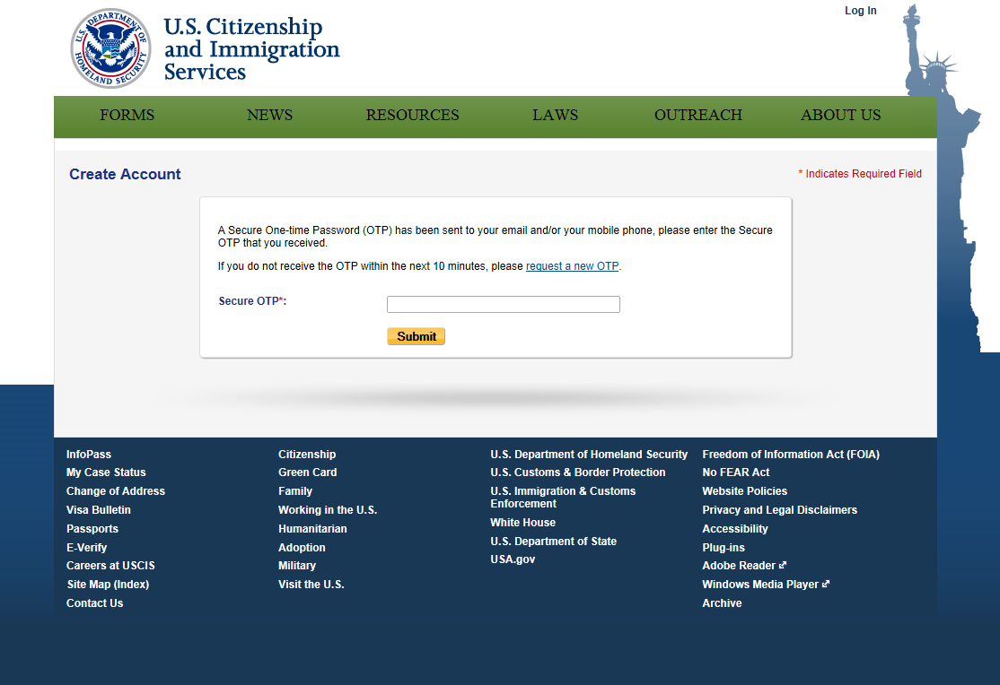 U.S. DEPARTMENT OF HOMELAND SECURITY
U.S. Citizenship
and Immigration
Services
Log In
FORMS NEWS RESOURCES LAWS OUTREACH ABOUT US
Create Account
* Indicates Required Field
A Secure One-time Password (OTP) has been sent to your email and/or your mobile phone, please enter the Secure
OTP that you received.
If you do not receive the OTP within the next 10 minutes, please request a new OTP.
Secure OTP*:
Submit
InfoPass
My Case Status
Change of Address
Visa Bulletin
Passports
E-Verify
Careers at USCIS
Site Map (Index)
Contact Us
Citizenship
Green Card
Family
Working in the U.S.
Humanitarian
Adoption
Military
Visit the U.S.
U.S. Department of Homeland Security
U.S. Customs & Border Protection
U.S. Immigration & Customs
Enforcement
White House
U.S. Department of State
USA.gov
Freedom of Information Act (FOIA)
No FEAR Act
Website Policies
Privacy and Legal Disclaimers
Accessibility
Plug-ins
Adobe Reader
Windows Media Player
Archive